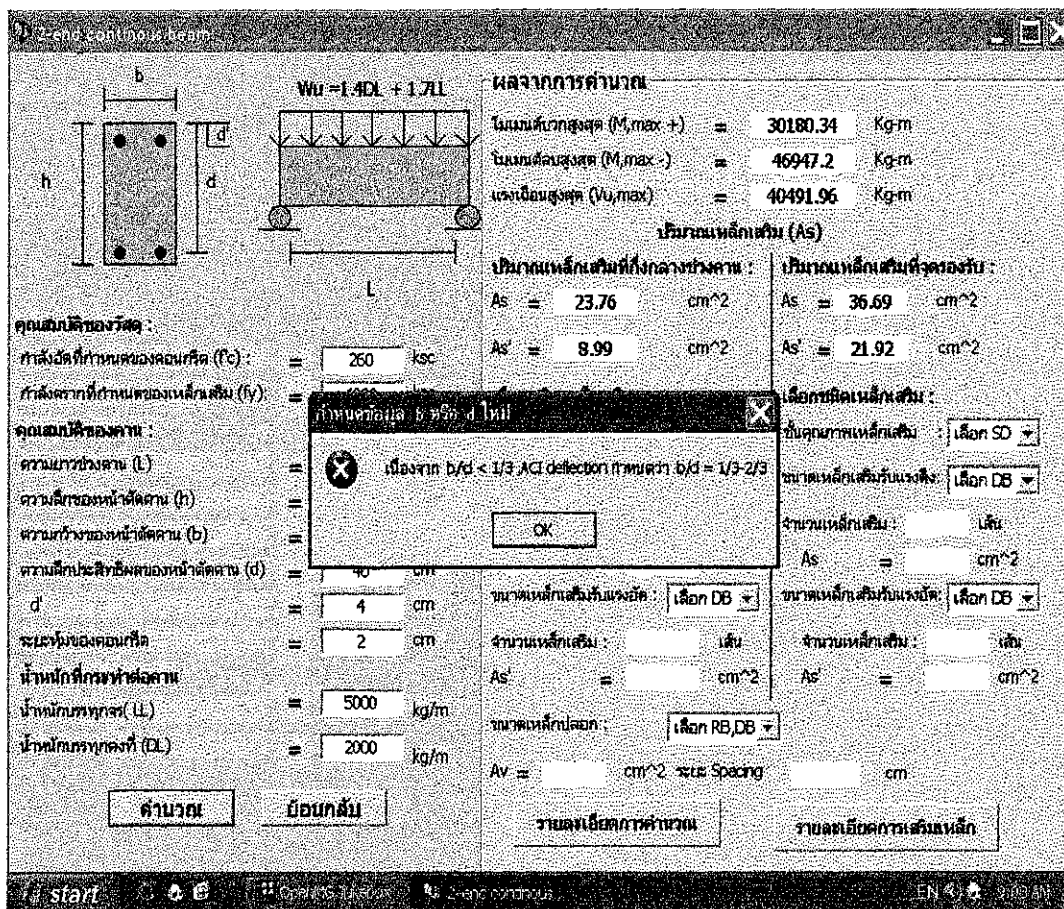 2-eng continous beam
b
d'
h
d
Wu =1.4DL + 1.7LL
L
คุณสมบัติของวัสดุ :
กำลังอัดที่กำหนดของคอนกรีต (f'c) : = 260 ksc
กำลังครากที่กำหนดของเหล็กเสริม (fy) : =
คุณสมบัติของคาน :
ความยาวช่วงคาน (L) =
ความลึกของหน้าตัดคาน (h) =
ความกว้างของหน้าตัดคาน (b) =
ความลึกประสิทธิผลของหน้าตัดคาน (d) = cm
d' = 4 cm
ระยะหุ้มของคอนกรีต = 2 cm
น้ำหนักที่กระทำต่อคาน
น้ำหนักบรรทุกจร( LL) = 5000 kg/m
น้ำหนักบรรทุกคงที่ (DL) = 2000 kg/m
คำนวณ ย้อนกลับ
ผลจากการคำนวณ
โมเมนต์บวกสูงสุด (M,max +) = 30180.34 Kg-m
โมเมนต์ลบสูงสุด (M,max -) = 46947.2 Kg-m
แรงเฉือนสูงสุด (Vu,max) = 40491.96 Kg-m
ปริมาณเหล็กเสริม (As)
ปริมาณเหล็กเสริมที่กึ่งกลางช่วงคาน :
As = 23.76 cm^2
As' = 8.99 cm^2
ขนาดเหล็กเสริมรับแรงอัด : เลือก DB
จำนวนเหล็กเสริม : เส้น
As' = cm^2
ปริมาณเหล็กเสริมที่จุดรองรับ :
As = 36.69 cm^2
As' = 21.92 cm^2
เลือกชนิดเหล็กเสริม :
ชั้นคุณภาพเหล็กเสริม : เลือก SD
ขนาดเหล็กเสริมรับแรงดึง: เลือก DB
จำนวนเหล็กเสริม : เส้น
As = cm^2
ขนาดเหล็กเสริมรับแรงอัด: เลือก DB
จำนวนเหล็กเสริม : เส้น
As' = cm^2
ขนาดเหล็กปลอก : เลือก RB,DB
Av = cm^2 ระยะ Spacing cm
รายละเอียดการคำนวณ รายละเอียดการเสริมเหล็ก
กำหนดข้อมูล b หรือ d ใหม่
เนื่องจาก b/d < 1/3 ,ACI deflection กำหนดว่า b/d = 1/3-2/3
OK
start
2-eng continous
EN